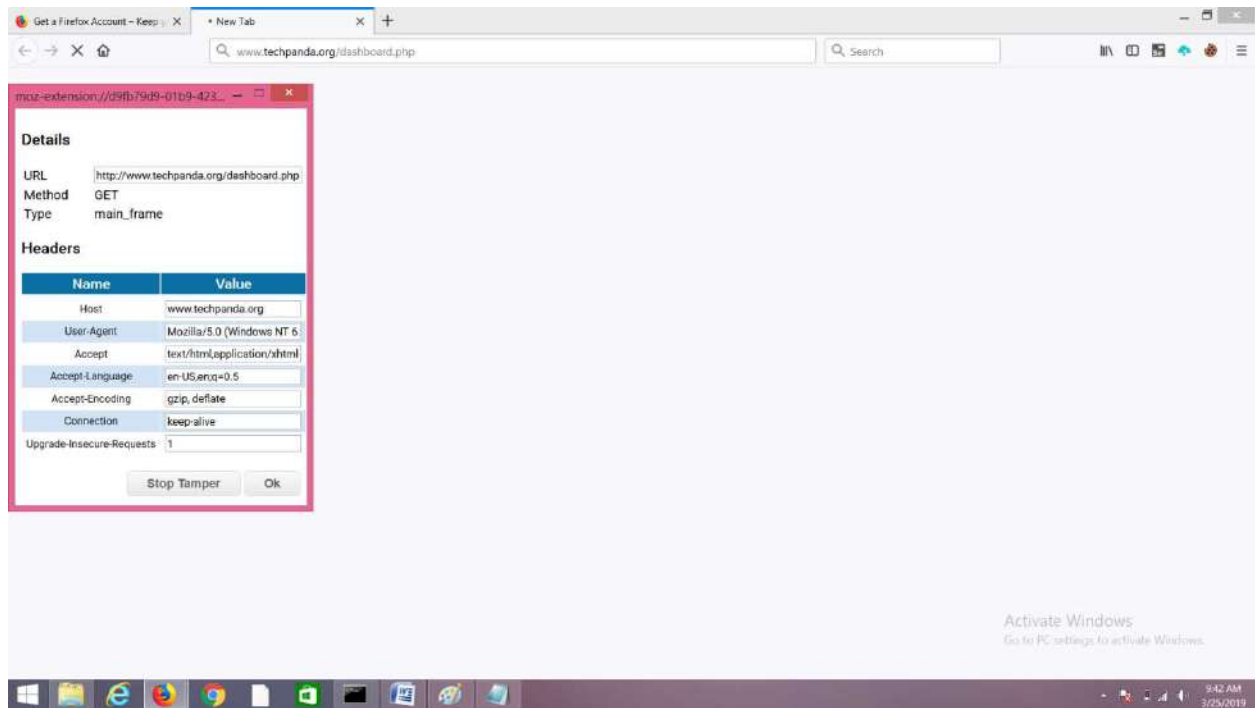 Get a Firefox Account – Keep
New Tab
www.techpanda.org/dashboard.php
Search
moz-extension://d9fb79d9-01b9-423...
Details
URL http://www.techpanda.org/dashboard.php
Method GET
Type main_frame
Headers
Name Value
Host www.techpanda.org
User-Agent Mozilla/5.0 (Windows NT 6
Accept text/html,application/xhtml
Accept-Language en-US,en;q=0.5
Accept-Encoding gzip, deflate
Connection keep-alive
Upgrade-Insecure-Requests 1
Stop Tamper Ok
Activate Windows
Go to PC settings to activate Windows.
9:42 AM
3/25/2019